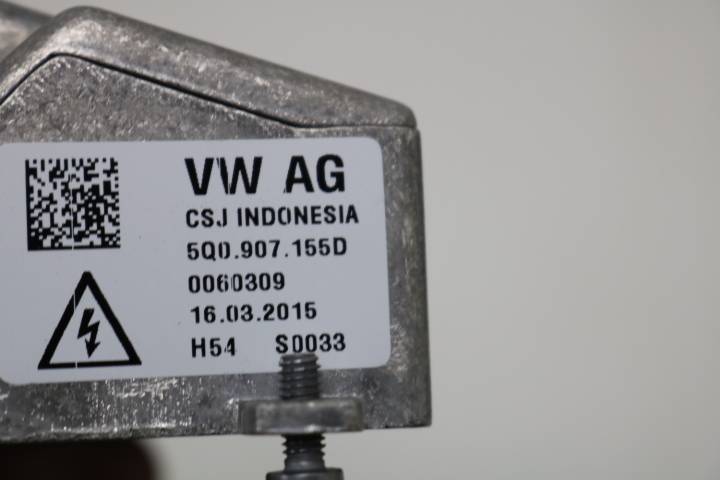 VW AG
CSJ INDONESIA
5Q0.907.155D
0060309
16.03.2015
H54 S0033